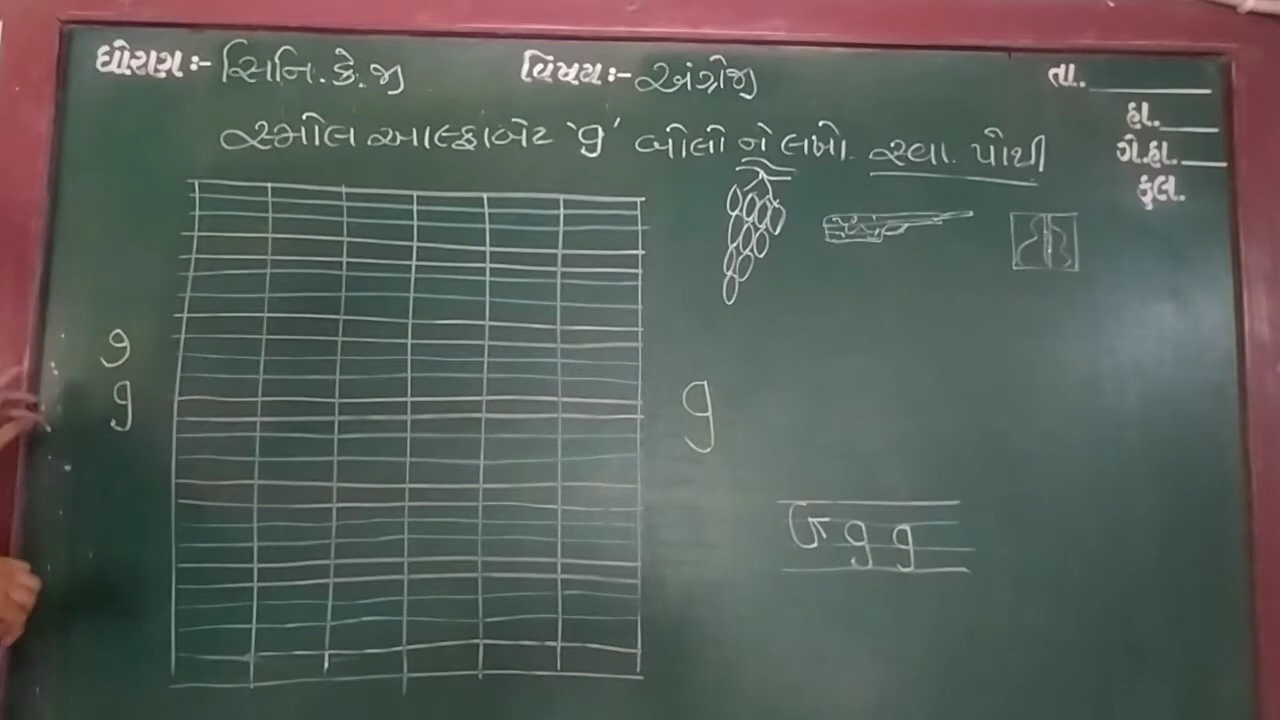 ધોરણ:- સિનિ. કે. જી વિષય:- અંગ્રેજી તા.
હા.
સ્મોલ આલ્ફાબેટ 'g' બોલો ને લખો. સ્વા. પોથી ગે.હા.
કુલ.
g
g
g
G g g